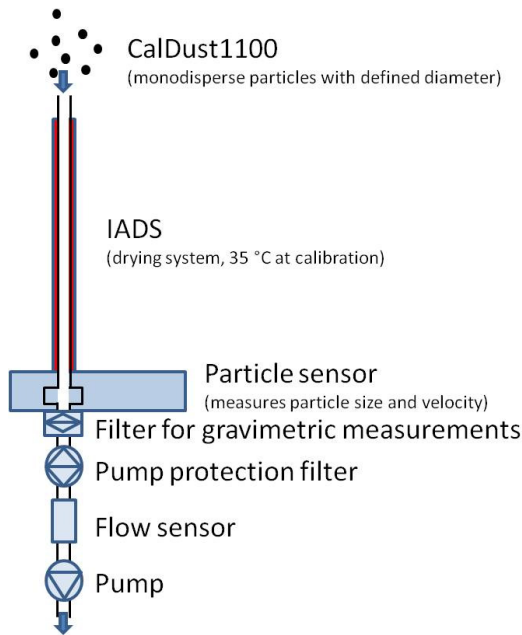 CalDust1100
(monodisperse particles with defined diameter)
IADS
(drying system, 35 °C at calibration)
Particle sensor
(measures particle size and velocity)
Filter for gravimetric measurements
Pump protection filter
Flow sensor
Pump